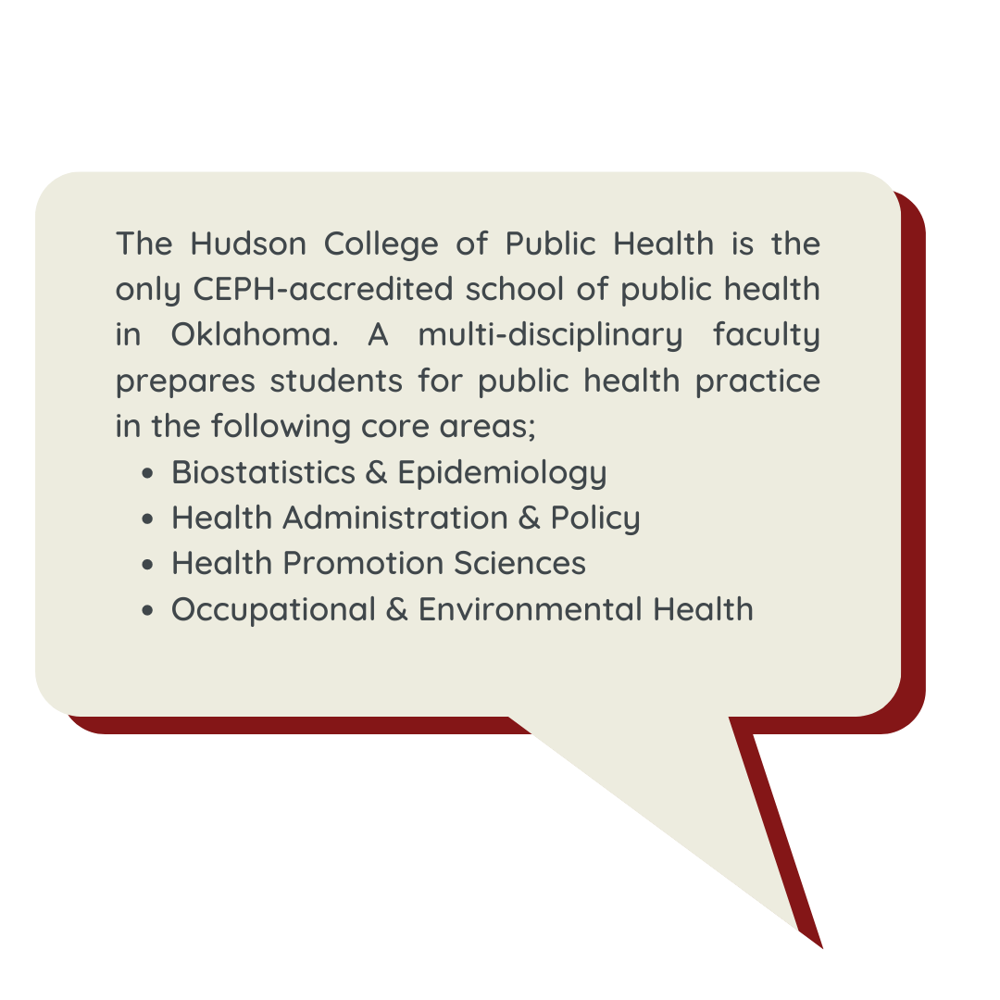 The Hudson College of Public Health is the
only CEPH-accredited school of public health
in Oklahoma. A multi-disciplinary faculty
prepares students for public health practice
in the following core areas;
• Biostatistics & Epidemiology
• Health Administration & Policy
• Health Promotion Sciences
• Occupational & Environmental Health